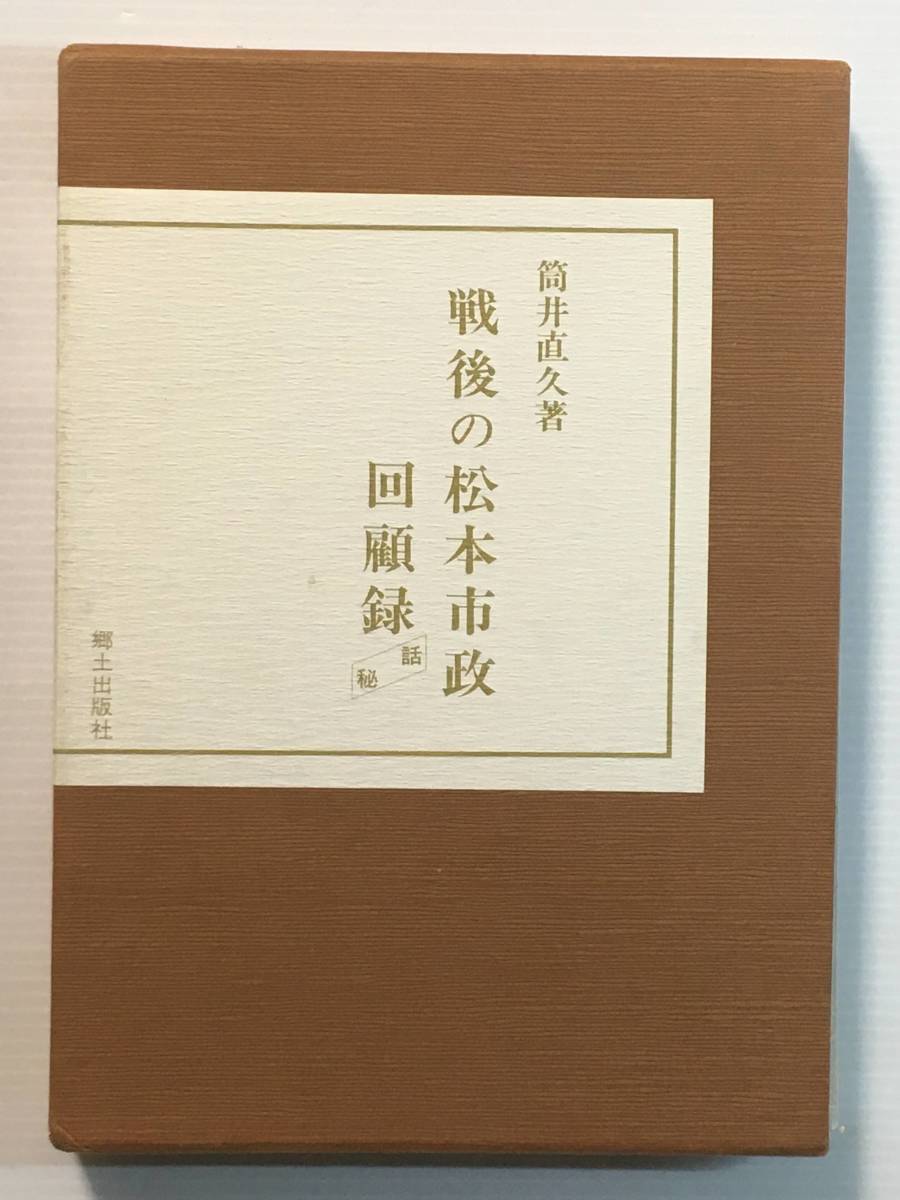 筒井直久著
戦後の松本市政
回顧録
秘話
郷土出版社